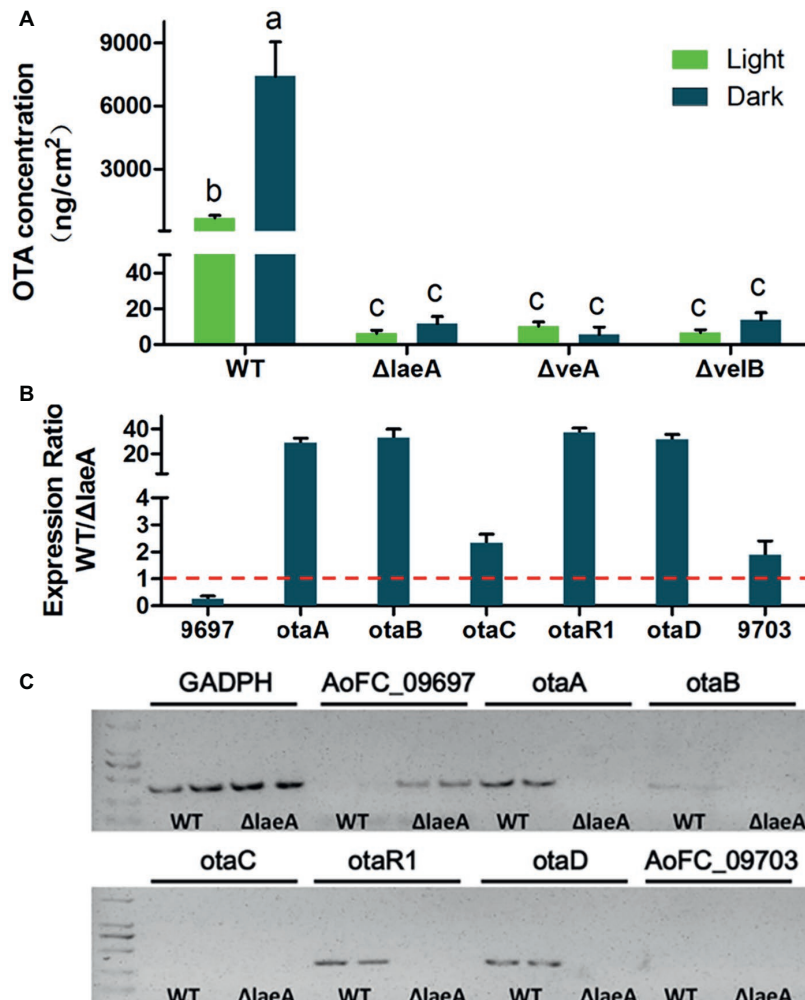 A
OTA concentration
（ng/cm²）
9000
6000
3000
40
20
0
a
b
c c c c c c
Light
Dark
WT ΔlaeA ΔveA ΔvelB
B
Expression Ratio
WT/ΔlaeA
40
20
4
3
2
1
0
9697 otaA otaB otaC otaR1 otaD 9703
C
GADPH AoFC_09697 otaA otaB
WT ΔlaeA WT ΔlaeA WT ΔlaeA WT ΔlaeA
otaC otaR1 otaD AoFC_09703
WT ΔlaeA WT ΔlaeA WT ΔlaeA WT ΔlaeA